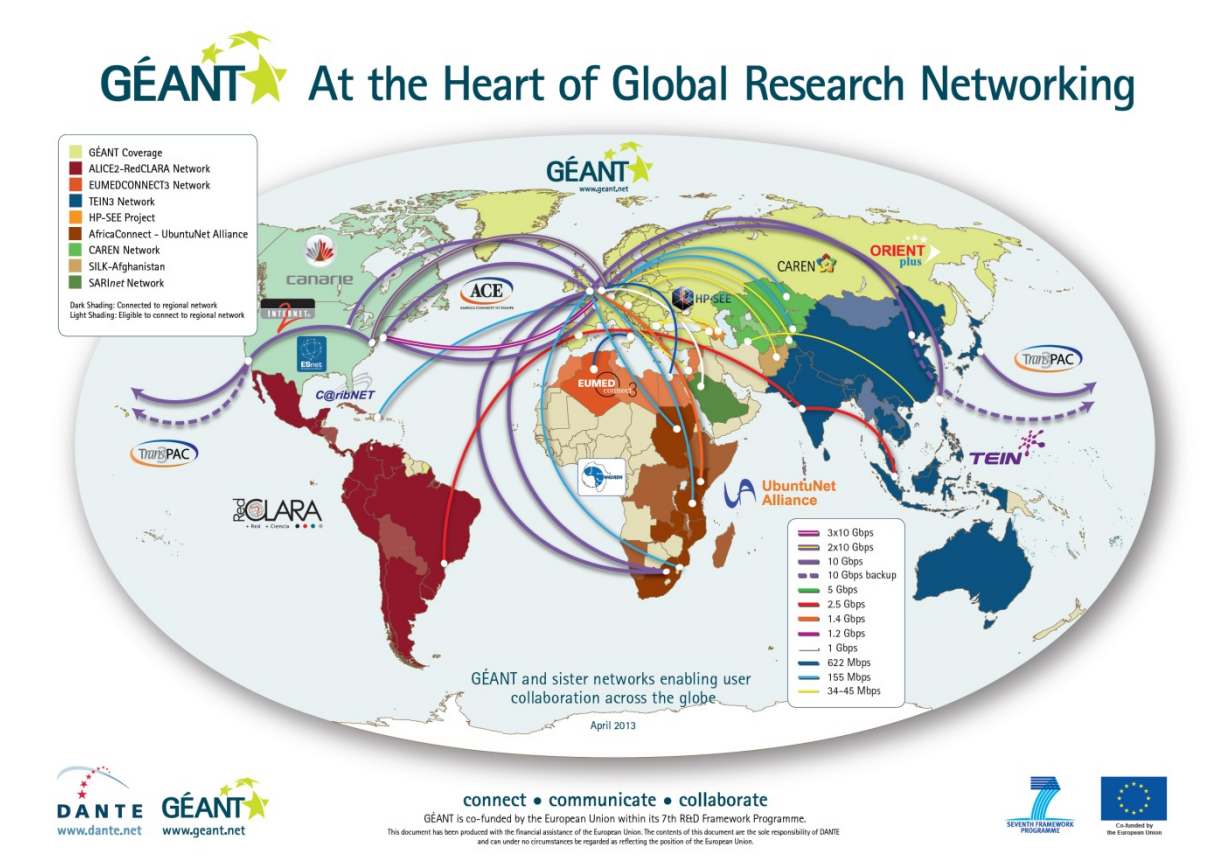 GÉANT At the Heart of Global Research Networking
GÉANT Coverage
ALICE2-RedCLARA Network
EUMEDCONNECT3 Network
TEIN3 Network
HP-SEE Project
AfricaConnect - UbuntuNet Alliance
CAREN Network
SILK-Afghanistan
SARInet Network
Dark Shading: Connected to regional network
Light Shading: Eligible to connect to regional network
GÉANT
www.geant.net
canarie
INTERNET2
ESnet
C@ribNET
ACE
AMERICA CONNECTS TO EUROPE
HP-SEE
CAREN
ORIENT
plus
TransPAC
TransPAC
TEIN
EUMED
connect 3
RedCLARA
• Red • Ciencia
UbuntuNet
Alliance
3x10 Gbps
2x10 Gbps
10 Gbps
10 Gbps backup
5 Gbps
2.5 Gbps
1.4 Gbps
1.2 Gbps
1 Gbps
622 Mbps
155 Mbps
34-45 Mbps
GÉANT and sister networks enabling user
collaboration across the globe
April 2013
DANTE
www.dante.net
GÉANT
www.geant.net
connect • communicate • collaborate
GÉANT is co-funded by the European Union within its 7th R&D Framework Programme.
This document has been produced with the financial assistance of the European Union. The contents of this document are the sole responsibility of DANTE
and can under no circumstances be regarded as reflecting the position of the European Union.
SEVENTH FRAMEWORK
PROGRAMME
Co-funded by
the European Union